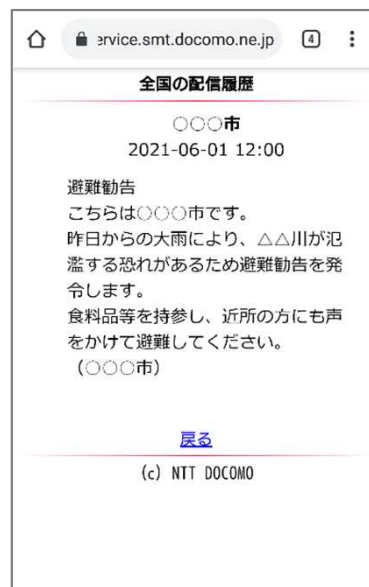 ervice.smt.docomo.ne.jp 4
全国の配信履歴
○○○市
2021-06-01 12:00
避難勧告
こちらは○○○市です。
昨日からの大雨により、△△川が氾
濫する恐れがあるため避難勧告を発
令します。
食料品等を持参し、近所の方にも声
をかけて避難してください。
（○○○市）
戻る
(c) NTT DOCOMO